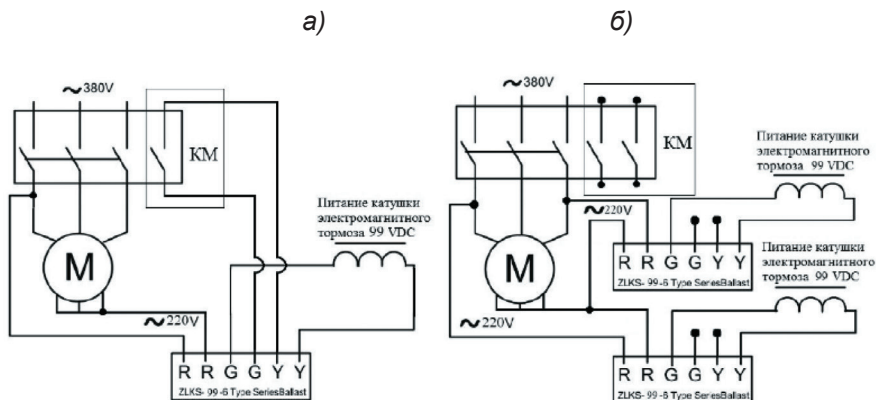 а)
б)
~380V
КМ
Питание катушки
электромагнитного
тормоза 99 VDC
M
~220V
R R G G Y Y
ZLKS- 99 -6 Type SeriesBallast
~380V
КМ
Питание катушки
электромагнитного
тормоза 99 VDC
~220V
M
R R G G Y Y
ZLKS- 99-6 Type SeriesBallast
Питание катушки
электромагнитного
тормоза 99 VDC
~220V
R R G G Y Y
ZLKS- 99 -6 Type SeriesBallast